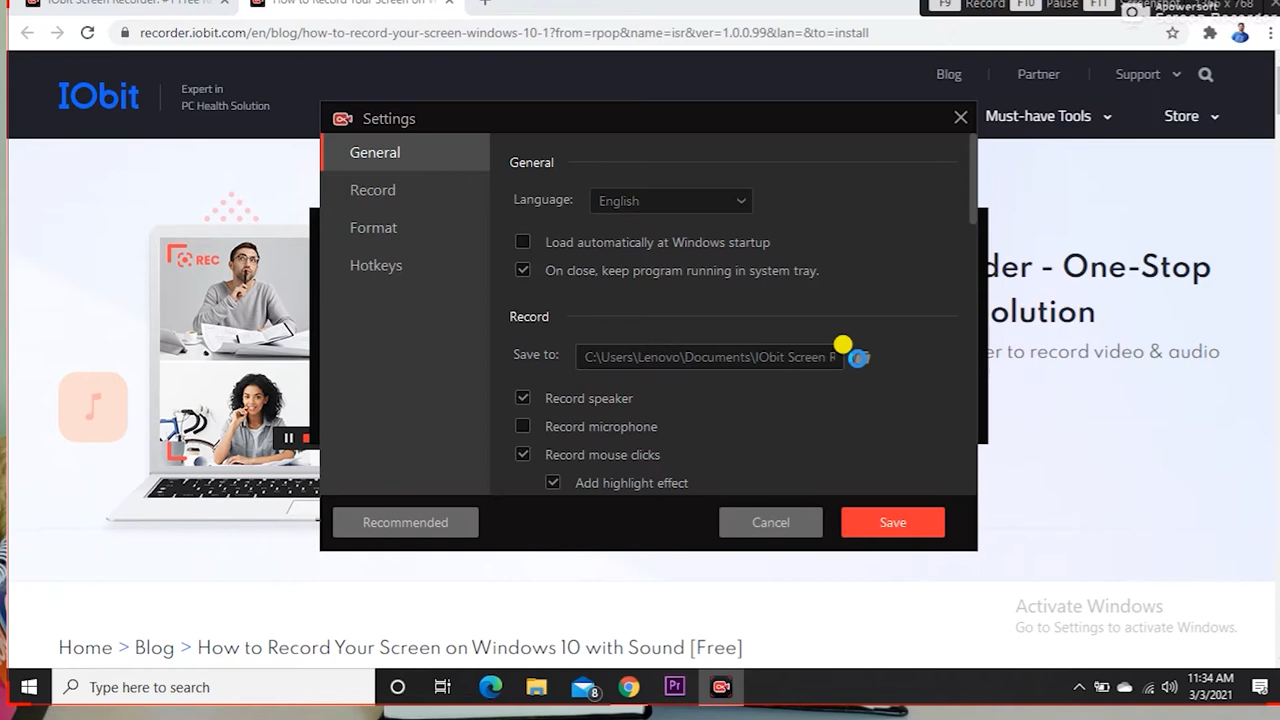 IObit Screen Recorder: #1 Free
How to Record Your Screen on
F9 Record F10 Pause F11 Screenshot 1366 x 768
Apowersoft
Screen Recorder
recorder.iobit.com/en/blog/how-to-record-your-screen-windows-10-1?from=rpop&name=isr&ver=1.0.0.99&lan=&to=install
IObit
Expert in
PC Health Solution
Blog
Partner
Support
Must-have Tools
Store
Settings
General
Record
Format
Hotkeys
General
Language: English
Load automatically at Windows startup
On close, keep program running in system tray.
Record
Save to: C:\Users\Lenovo\Documents\IObit Screen R
Record speaker
Record microphone
Record mouse clicks
Add highlight effect
Recommended
Cancel
Save
REC
der - One-Stop
olution
er to record video & audio
Activate Windows
Go to Settings to activate Windows.
Home > Blog > How to Record Your Screen on Windows 10 with Sound [Free]
Type here to search
8
Pr
11:34 AM
3/3/2021